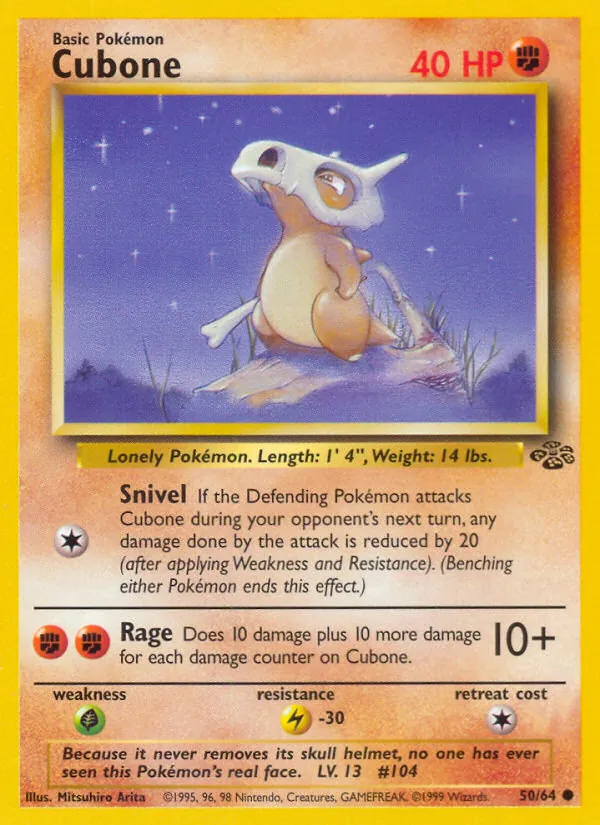 Basic Pokémon
Cubone
40 HP
Lonely Pokémon. Length: 1' 4", Weight: 14 lbs.
Snivel If the Defending Pokémon attacks
Cubone during your opponent's next turn, any
damage done by the attack is reduced by 20
(after applying Weakness and Resistance). (Benching
either Pokémon ends this effect.)
Rage Does 10 damage plus 10 more damage
for each damage counter on Cubone.
10+
weakness resistance retreat cost
-30
Because it never removes its skull helmet, no one has ever
seen this Pokémon's real face. LV. 13 #104
Illus. Mitsuhiro Arita ©1995, 96, 98 Nintendo, Creatures, GAMEFREAK. ©1999 Wizards. 50/64